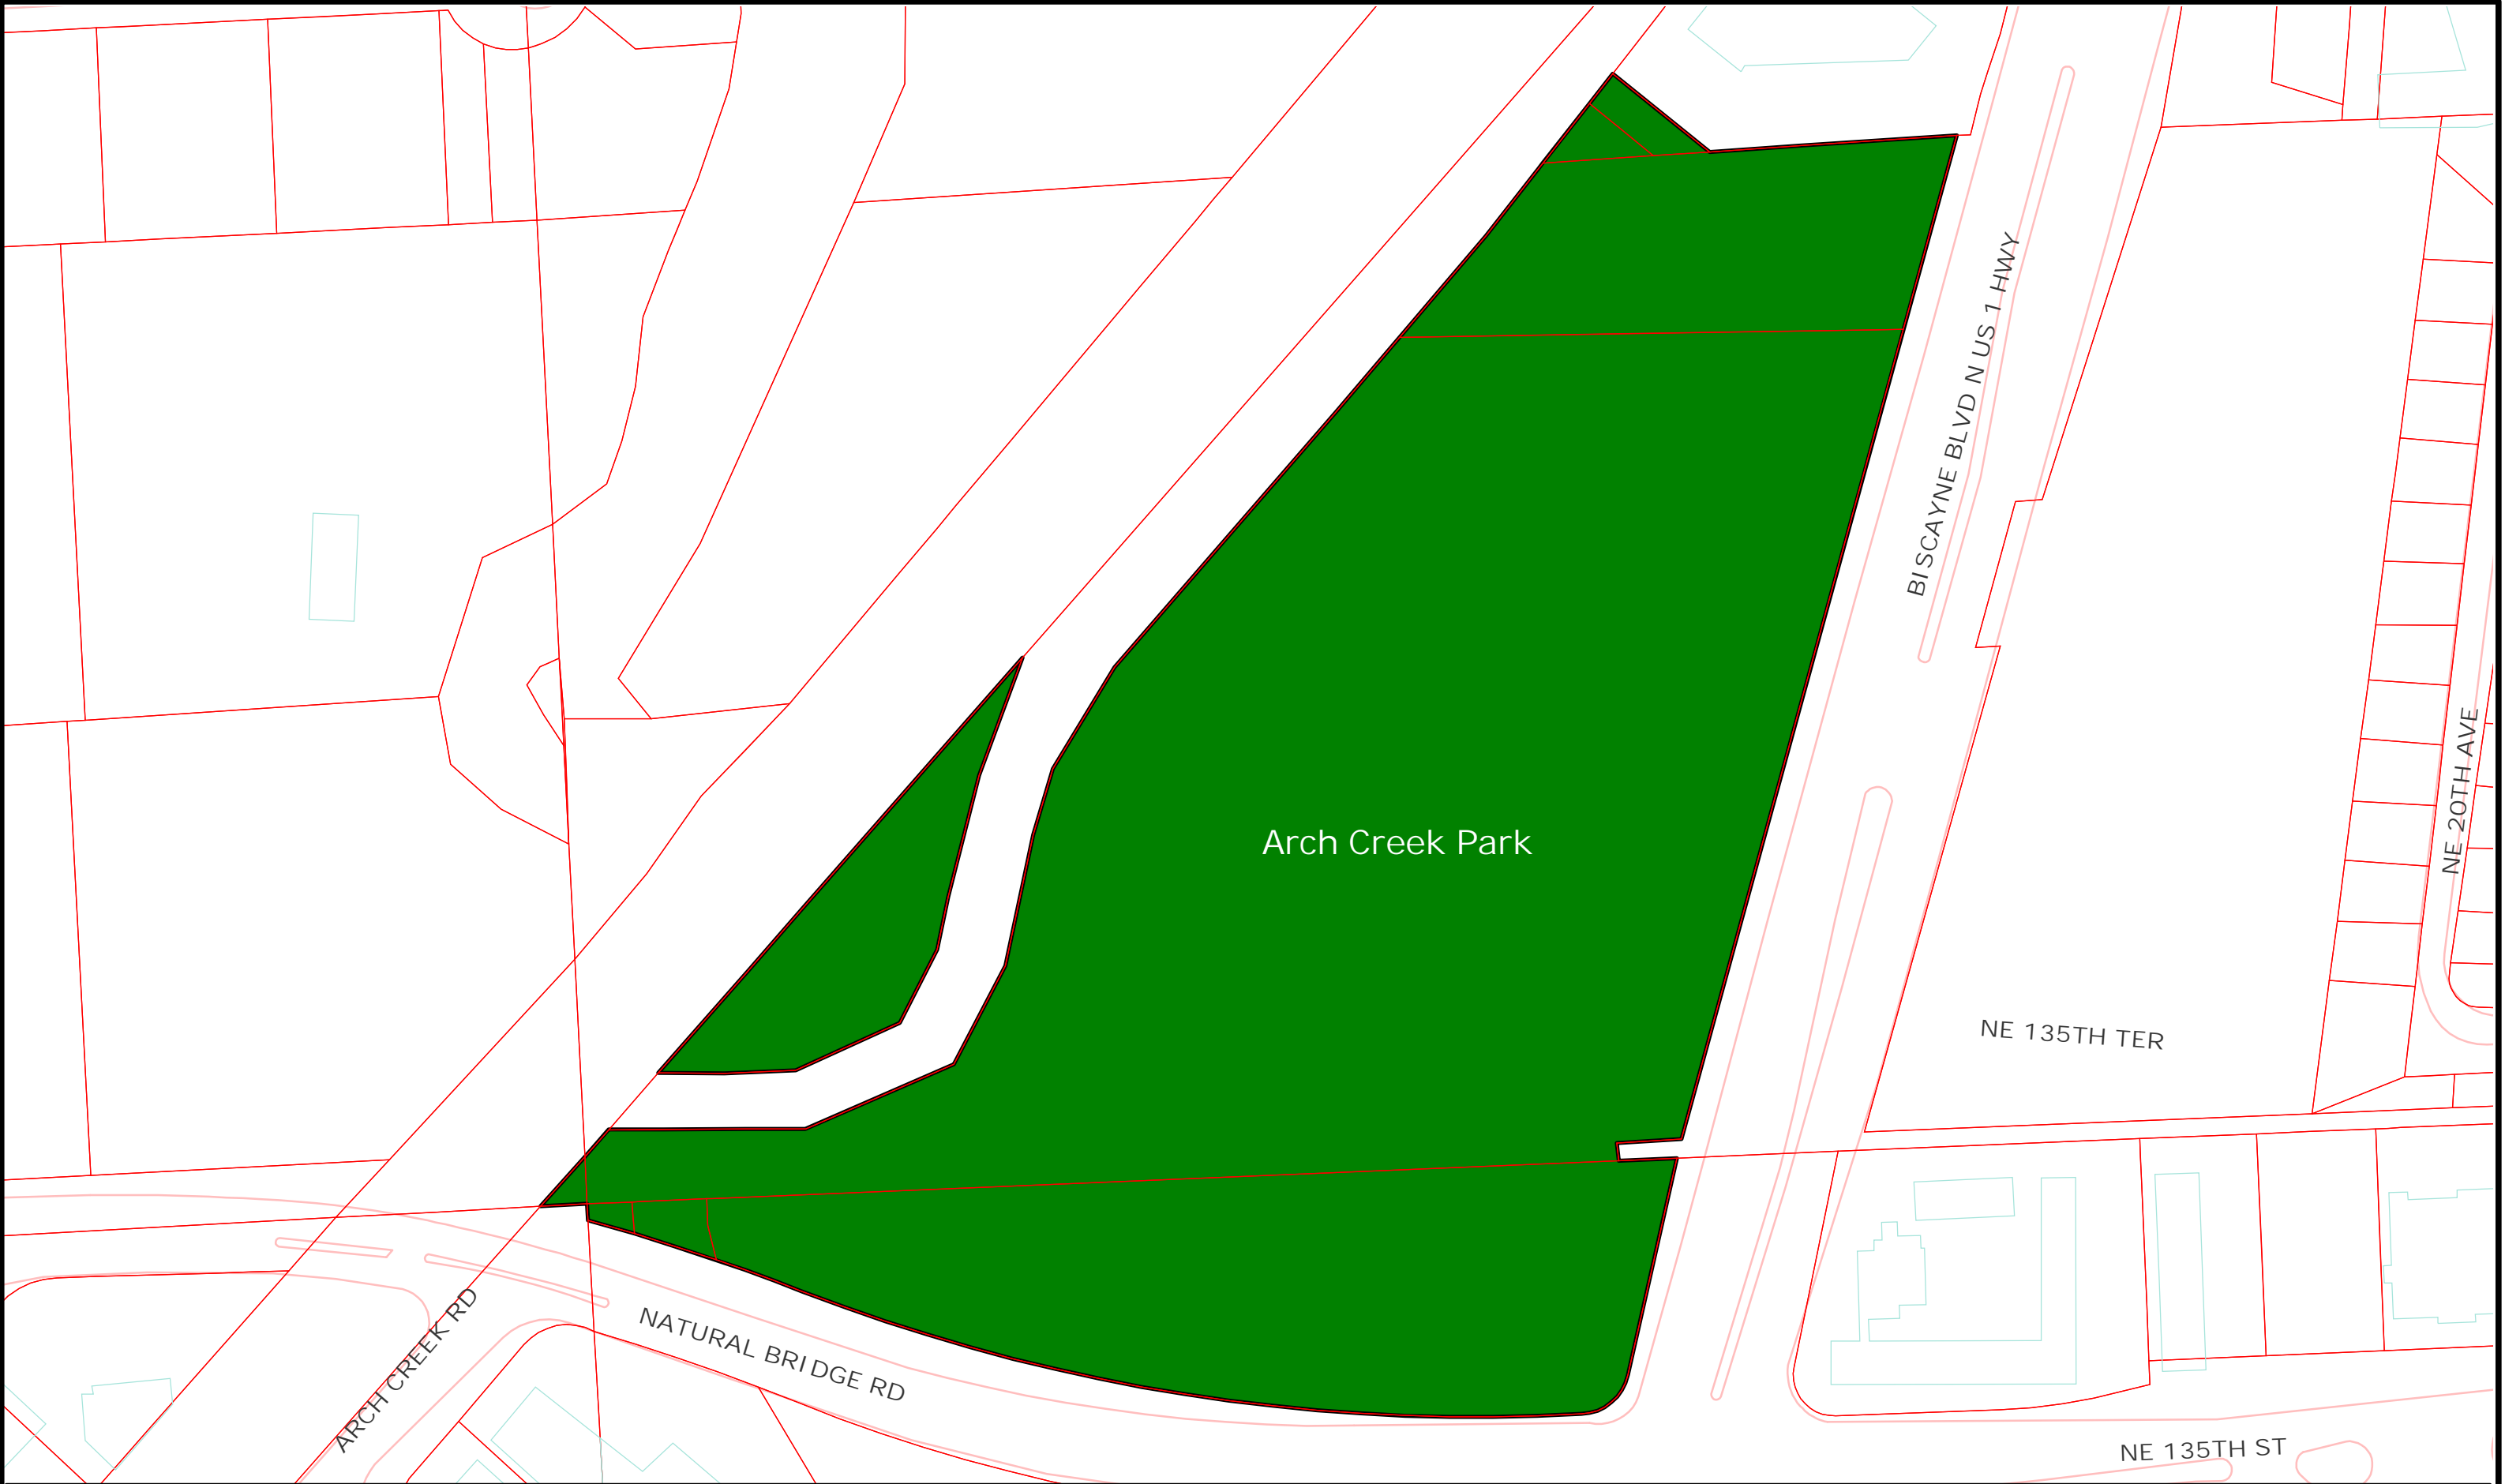 BISCAYNE BLVD N US 1 HWY
NE 20TH AVE
Arch Creek Park
NE 135TH TER
ARCH CREEK RD
NATURAL BRIDGE RD
NE 135TH ST